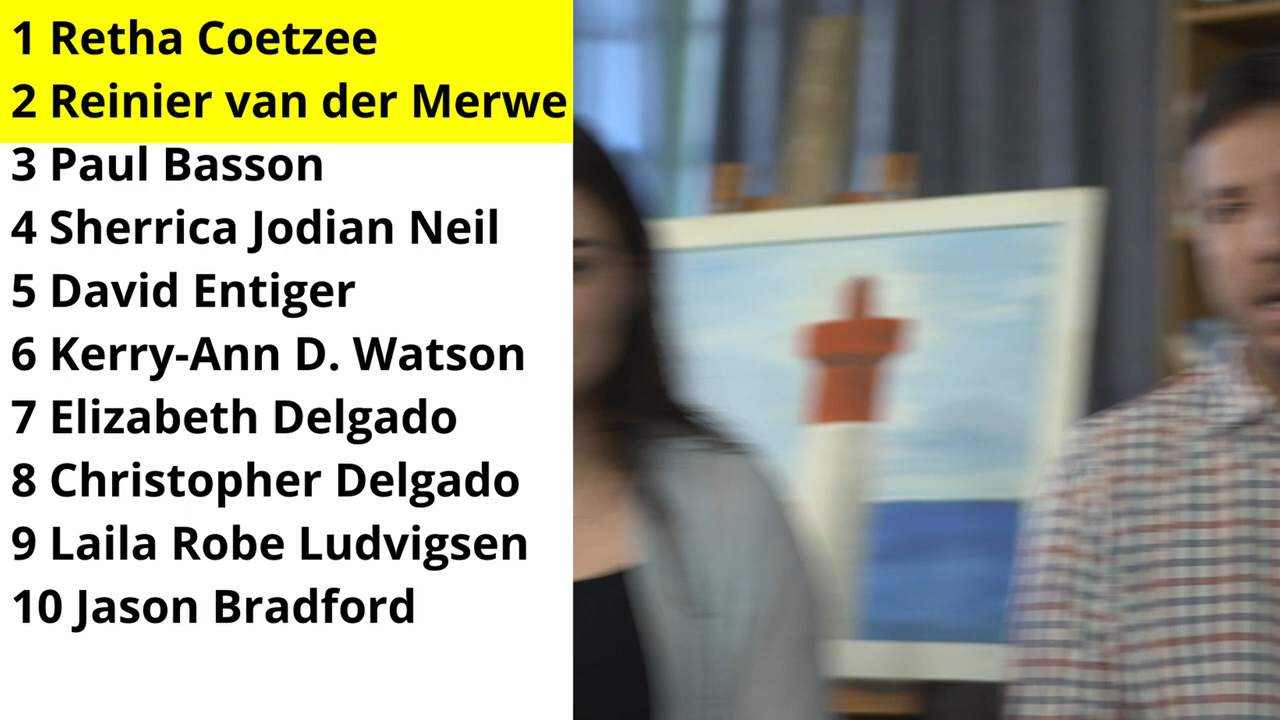 1 Retha Coetzee
2 Reinier van der Merwe
3 Paul Basson
4 Sherrica Jodian Neil
5 David Entiger
6 Kerry-Ann D. Watson
7 Elizabeth Delgado
8 Christopher Delgado
9 Laila Robe Ludvigsen
10 Jason Bradford